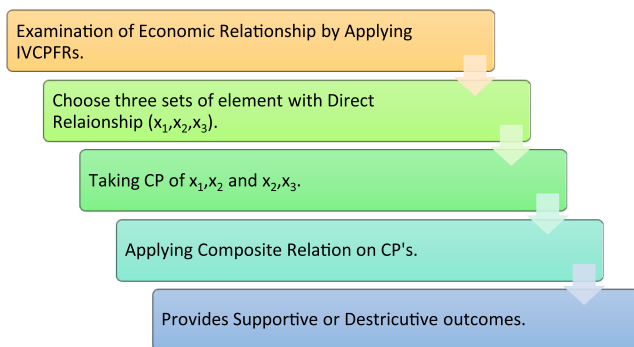 Examination of Economic Relationship by Applying
IVCPFRs.
Choose three sets of element with Direct
Relaionship (x₁,x₂,x₃).
Taking CP of x₁,x₂ and x₂,x₃.
Applying Composite Relation on CP's.
Provides Supportive or Destricutive outcomes.